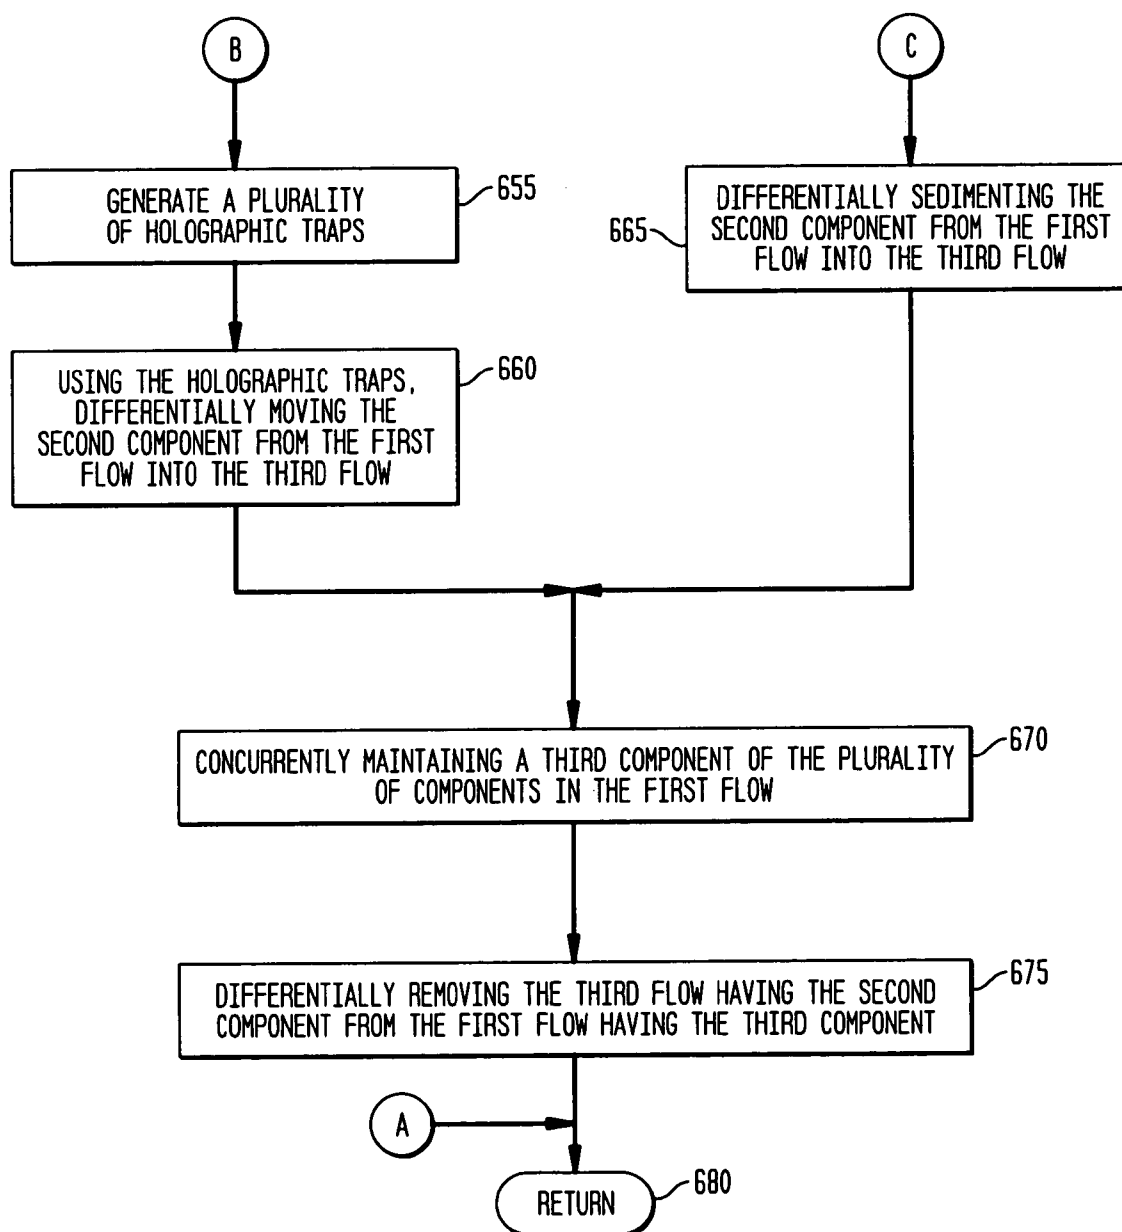 B
C
GENERATE A PLURALITY
OF HOLOGRAPHIC TRAPS
655
DIFFERENTIALLY SEDIMENTING THE
SECOND COMPONENT FROM THE FIRST
FLOW INTO THE THIRD FLOW
665
USING THE HOLOGRAPHIC TRAPS,
DIFFERENTIALLY MOVING THE
SECOND COMPONENT FROM THE FIRST
FLOW INTO THE THIRD FLOW
660
CONCURRENTLY MAINTAINING A THIRD COMPONENT OF THE PLURALITY
OF COMPONENTS IN THE FIRST FLOW
670
DIFFERENTIALLY REMOVING THE THIRD FLOW HAVING THE SECOND
COMPONENT FROM THE FIRST FLOW HAVING THE THIRD COMPONENT
675
A
RETURN
680